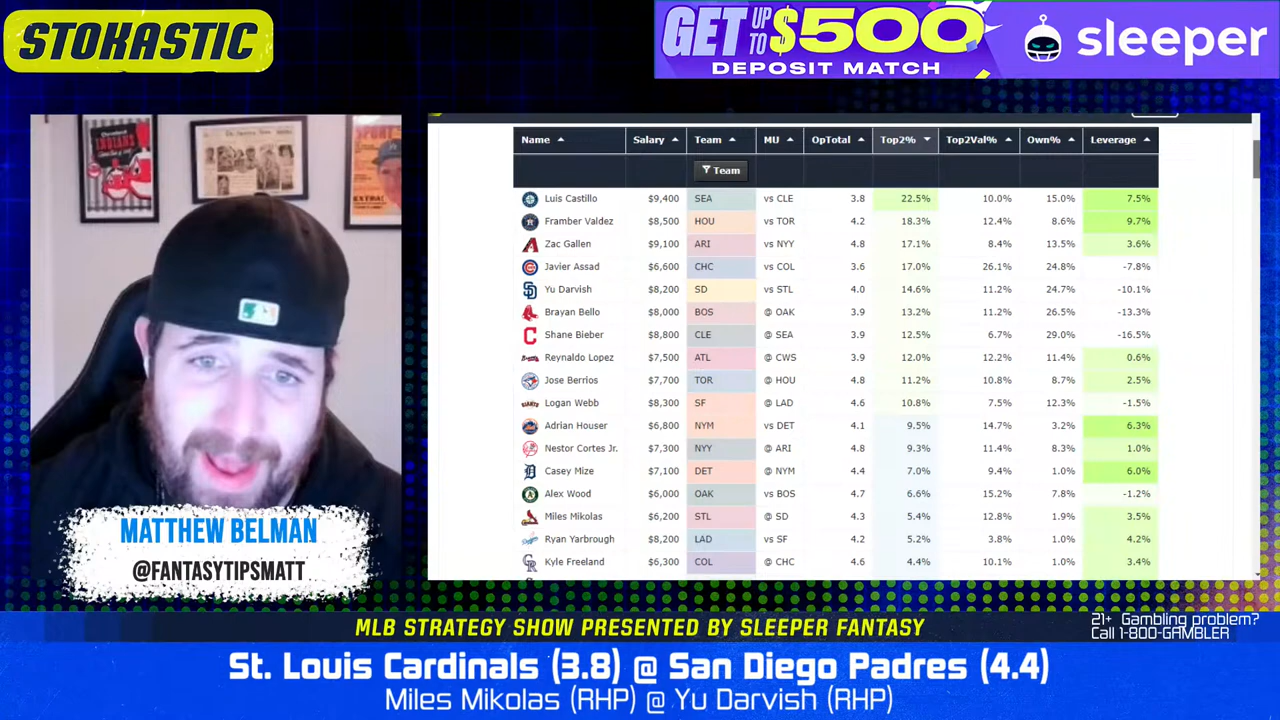 STOKASTIC
GET UP TO $500
DEPOSIT MATCH
sleeper
Name Salary Team MU OpTotal Top2% Top2Val% Own% Leverage
Team
Luis Castillo $9,400 SEA vs CLE 3.8 22.5% 10.0% 15.0% 7.5%
Framber Valdez $8,500 HOU vs TOR 4.2 18.3% 12.4% 8.6% 9.7%
Zac Gallen $9,100 ARI vs NYY 4.8 17.1% 8.4% 13.5% 3.6%
Javier Assad $6,600 CHC vs COL 3.6 17.0% 26.1% 24.8% -7.8%
Yu Darvish $8,200 SD vs STL 4.0 14.6% 11.2% 24.7% -10.1%
Brayan Bello $8,000 BOS @ OAK 3.9 13.2% 11.2% 26.5% -13.3%
Shane Bieber $8,800 CLE @ SEA 3.9 12.5% 6.7% 29.0% -16.5%
Reynaldo Lopez $7,500 ATL @ CWS 3.9 12.0% 12.2% 11.4% 0.6%
Jose Berrios $7,700 TOR @ HOU 4.8 11.2% 10.8% 8.7% 2.5%
Logan Webb $8,300 SF @ LAD 4.6 10.8% 7.5% 12.3% -1.5%
Adrian Houser $6,800 NYM vs DET 4.1 9.5% 14.7% 3.2% 6.3%
Nestor Cortes Jr. $7,300 NYY @ ARI 4.8 9.3% 11.4% 8.3% 1.0%
Casey Mize $7,100 DET @ NYM 4.4 7.0% 9.4% 1.0% 6.0%
Alex Wood $6,000 OAK vs BOS 4.7 6.6% 15.2% 7.8% -1.2%
Miles Mikolas $6,200 STL @ SD 4.3 5.4% 12.8% 1.9% 3.5%
Ryan Yarbrough $8,200 LAD vs SF 4.2 5.2% 3.8% 1.0% 4.2%
Kyle Freeland $6,300 COL @ CHC 4.6 4.4% 10.1% 1.0% 3.4%
INDIANS
MATTHEW BELMAN
@FANTASYTIPSMATT
MLB STRATEGY SHOW PRESENTED BY SLEEPER FANTASY
21+ Gambling problem?
Call 1-800-GAMBLER
St. Louis Cardinals (3.8) @ San Diego Padres (4.4)
Miles Mikolas (RHP) @ Yu Darvish (RHP)